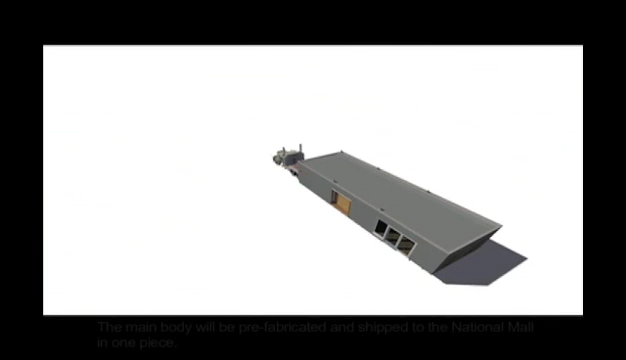 The main body will be pre-fabricated and shipped to the National Mall
in one piece.